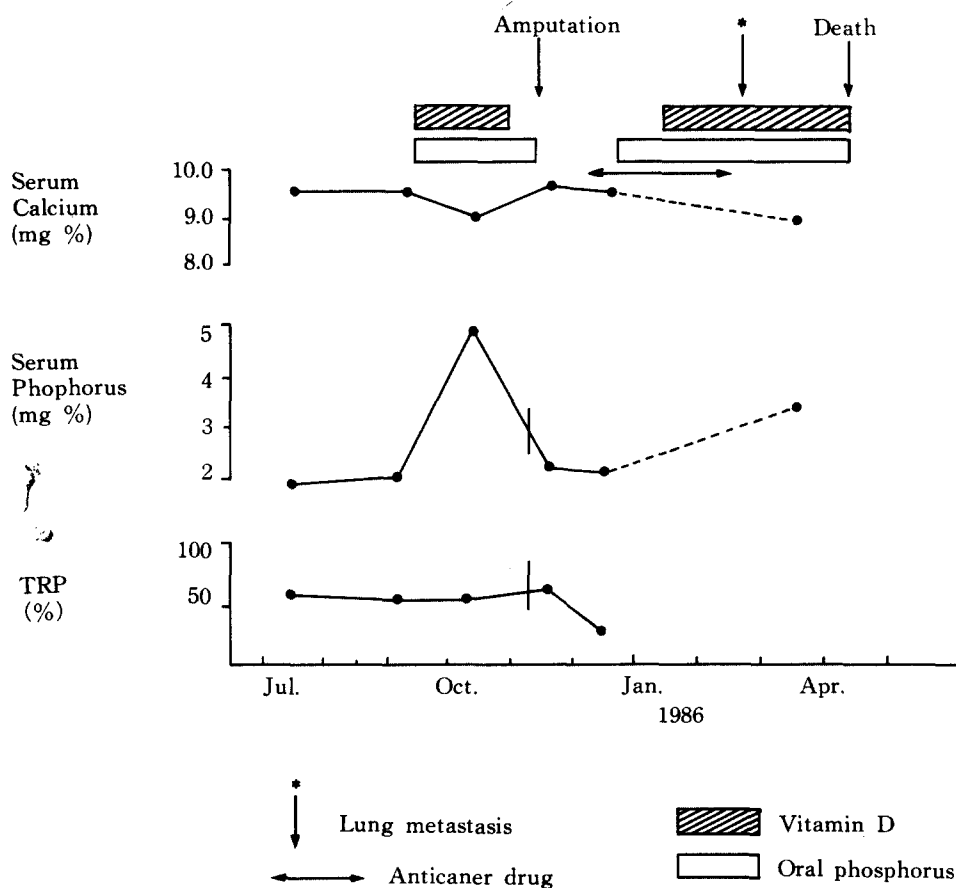 Amputation
*
Death
Serum
Calcium
(mg %)
10.0
9.0
8.0
Serum
Phophorus
(mg %)
5
4
3
2
TRP
(%)
100
50
Jul.
Oct.
Jan.
Apr.
1986
*
Lung metastasis
Anticaner drug
Vitamin D
Oral phosphorus